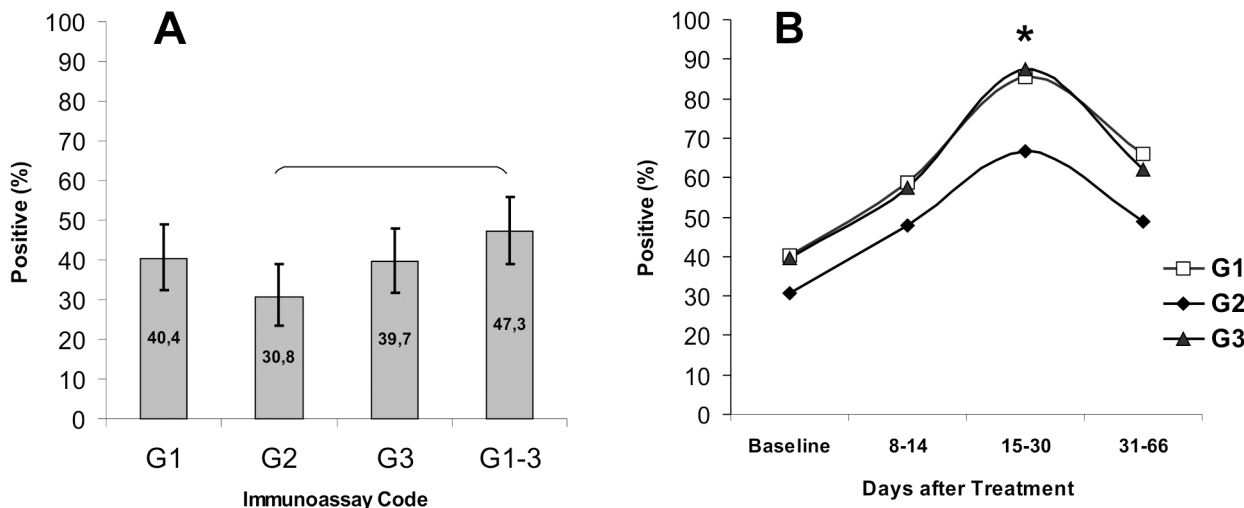 A
Positive (%)
100
90
80
70
60
50
40
30
20
10
0
40,4
30,8
39,7
47,3
G1
G2
G3
G1-3
Immunoassay Code
B
*
Positive (%)
100
90
80
70
60
50
40
30
20
10
0
G1
G2
G3
Baseline
8-14
15-30
31-66
Days after Treatment